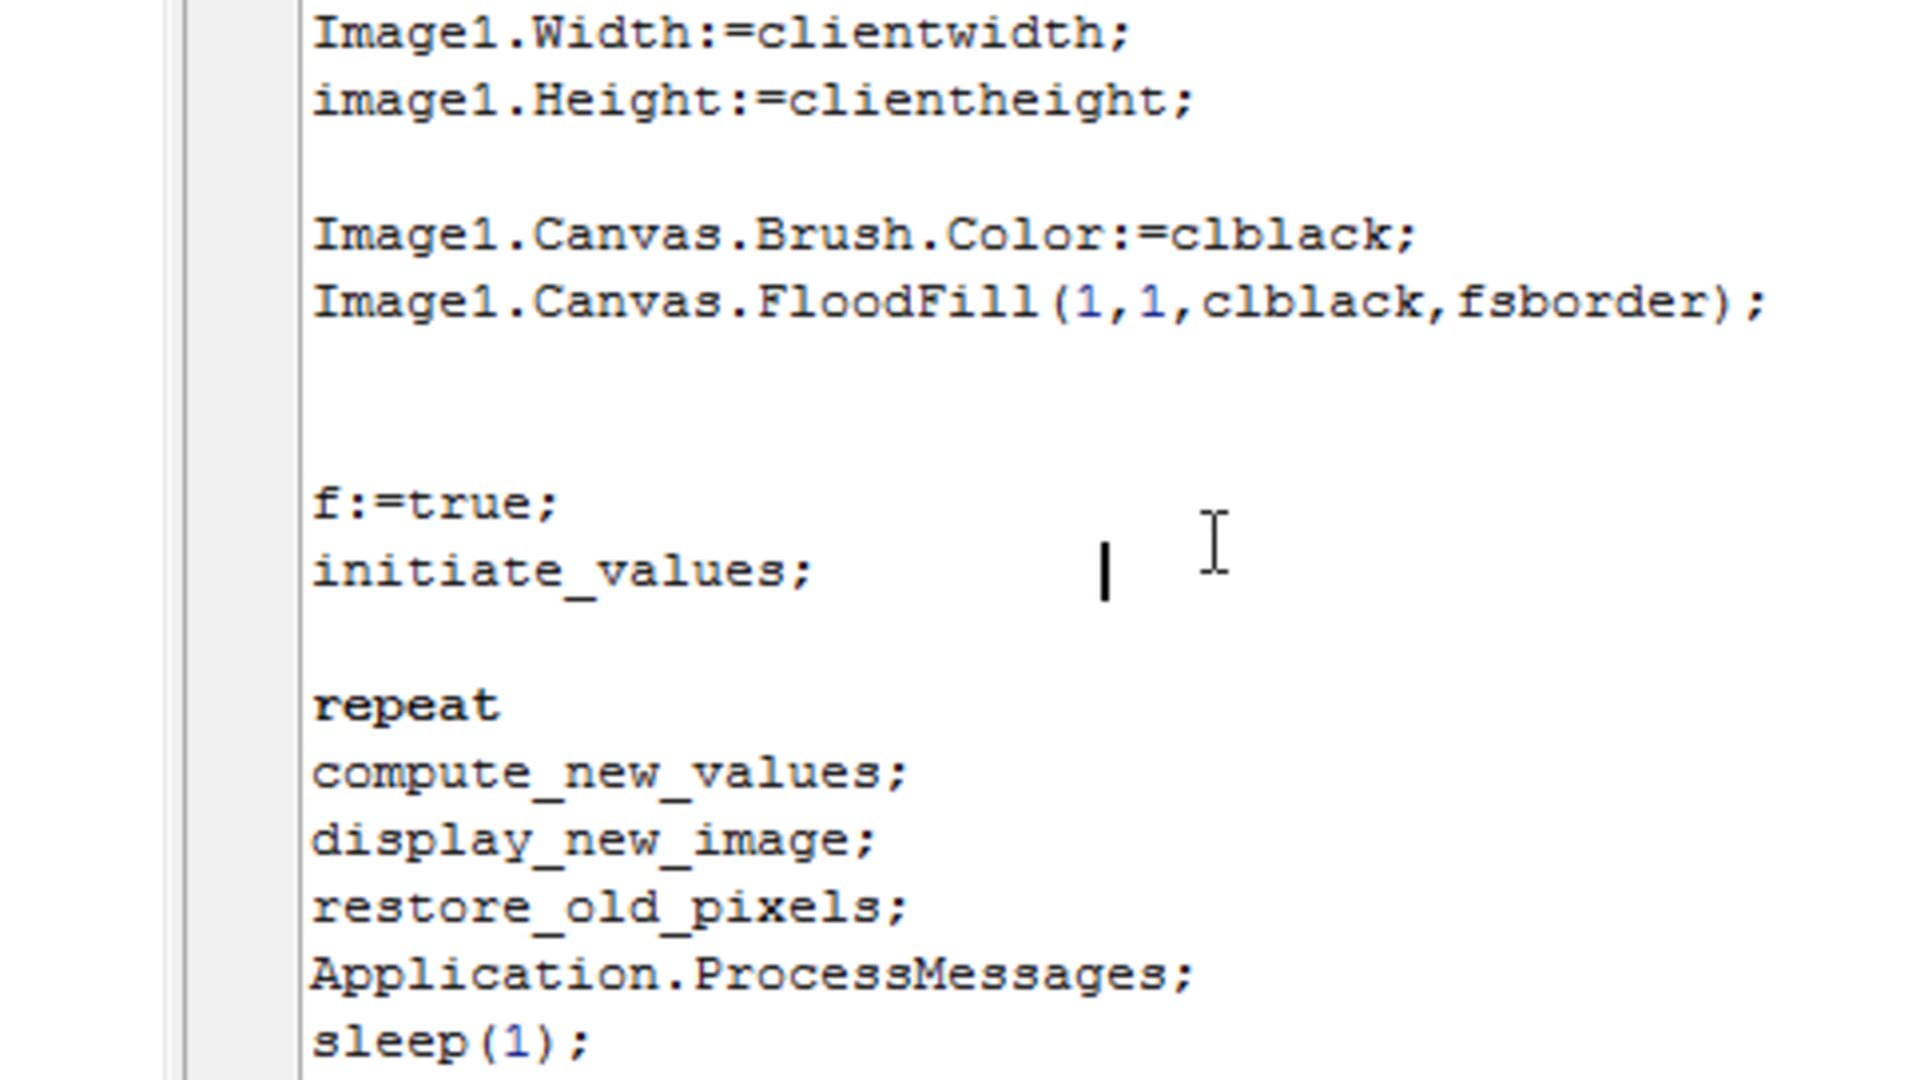 Image1.Width:=clientwidth;
image1.Height:=clientheight;
Image1.Canvas.Brush.Color:=clblack;
Image1.Canvas.FloodFill(1,1,clblack,fsborder);
f:=true;
initiate_values;
repeat
compute_new_values;
display_new_image;
restore_old_pixels;
Application.ProcessMessages;
sleep(1);